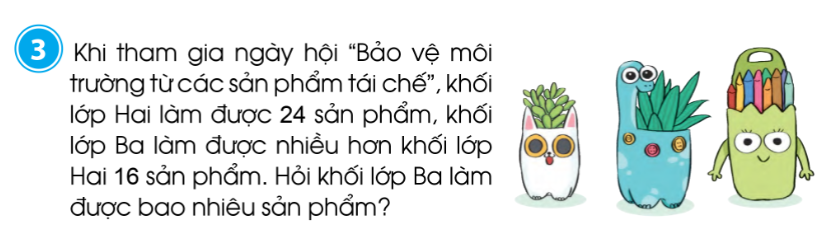 3 Khi tham gia ngày hội “Bảo vệ môi
trường từ các sản phẩm tái chế”, khối
lớp Hai làm được 24 sản phẩm, khối
lớp Ba làm được nhiều hơn khối lớp
Hai 16 sản phẩm. Hỏi khối lớp Ba làm
được bao nhiêu sản phẩm?